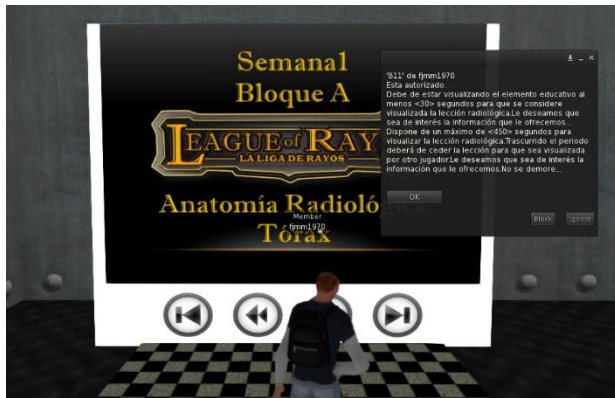 Semana1
Bloque A
LEAGUE of RAY
LA LIGA DE RAYOS
Anatomía Radioló
Tórax
Member
fjmm1970
'811' de fjmm1970
Esta autorizado.
Debe de estar visualizando el elemento educativo al
menos <30> segundos para que se considere
visualizada la lección radiológica.Le deseamos que
sea de interés la información que le ofrecemos...
Dispone de un máximo de <450> segundos para
visualizar la lección radiológica.Trascurrido el periodo
deberá de ceder la lección para que sea visualizada
por otro jugador.Le deseamos que sea de interés la
información que le ofrecemos.No se demore...
OK
Block
Ignore